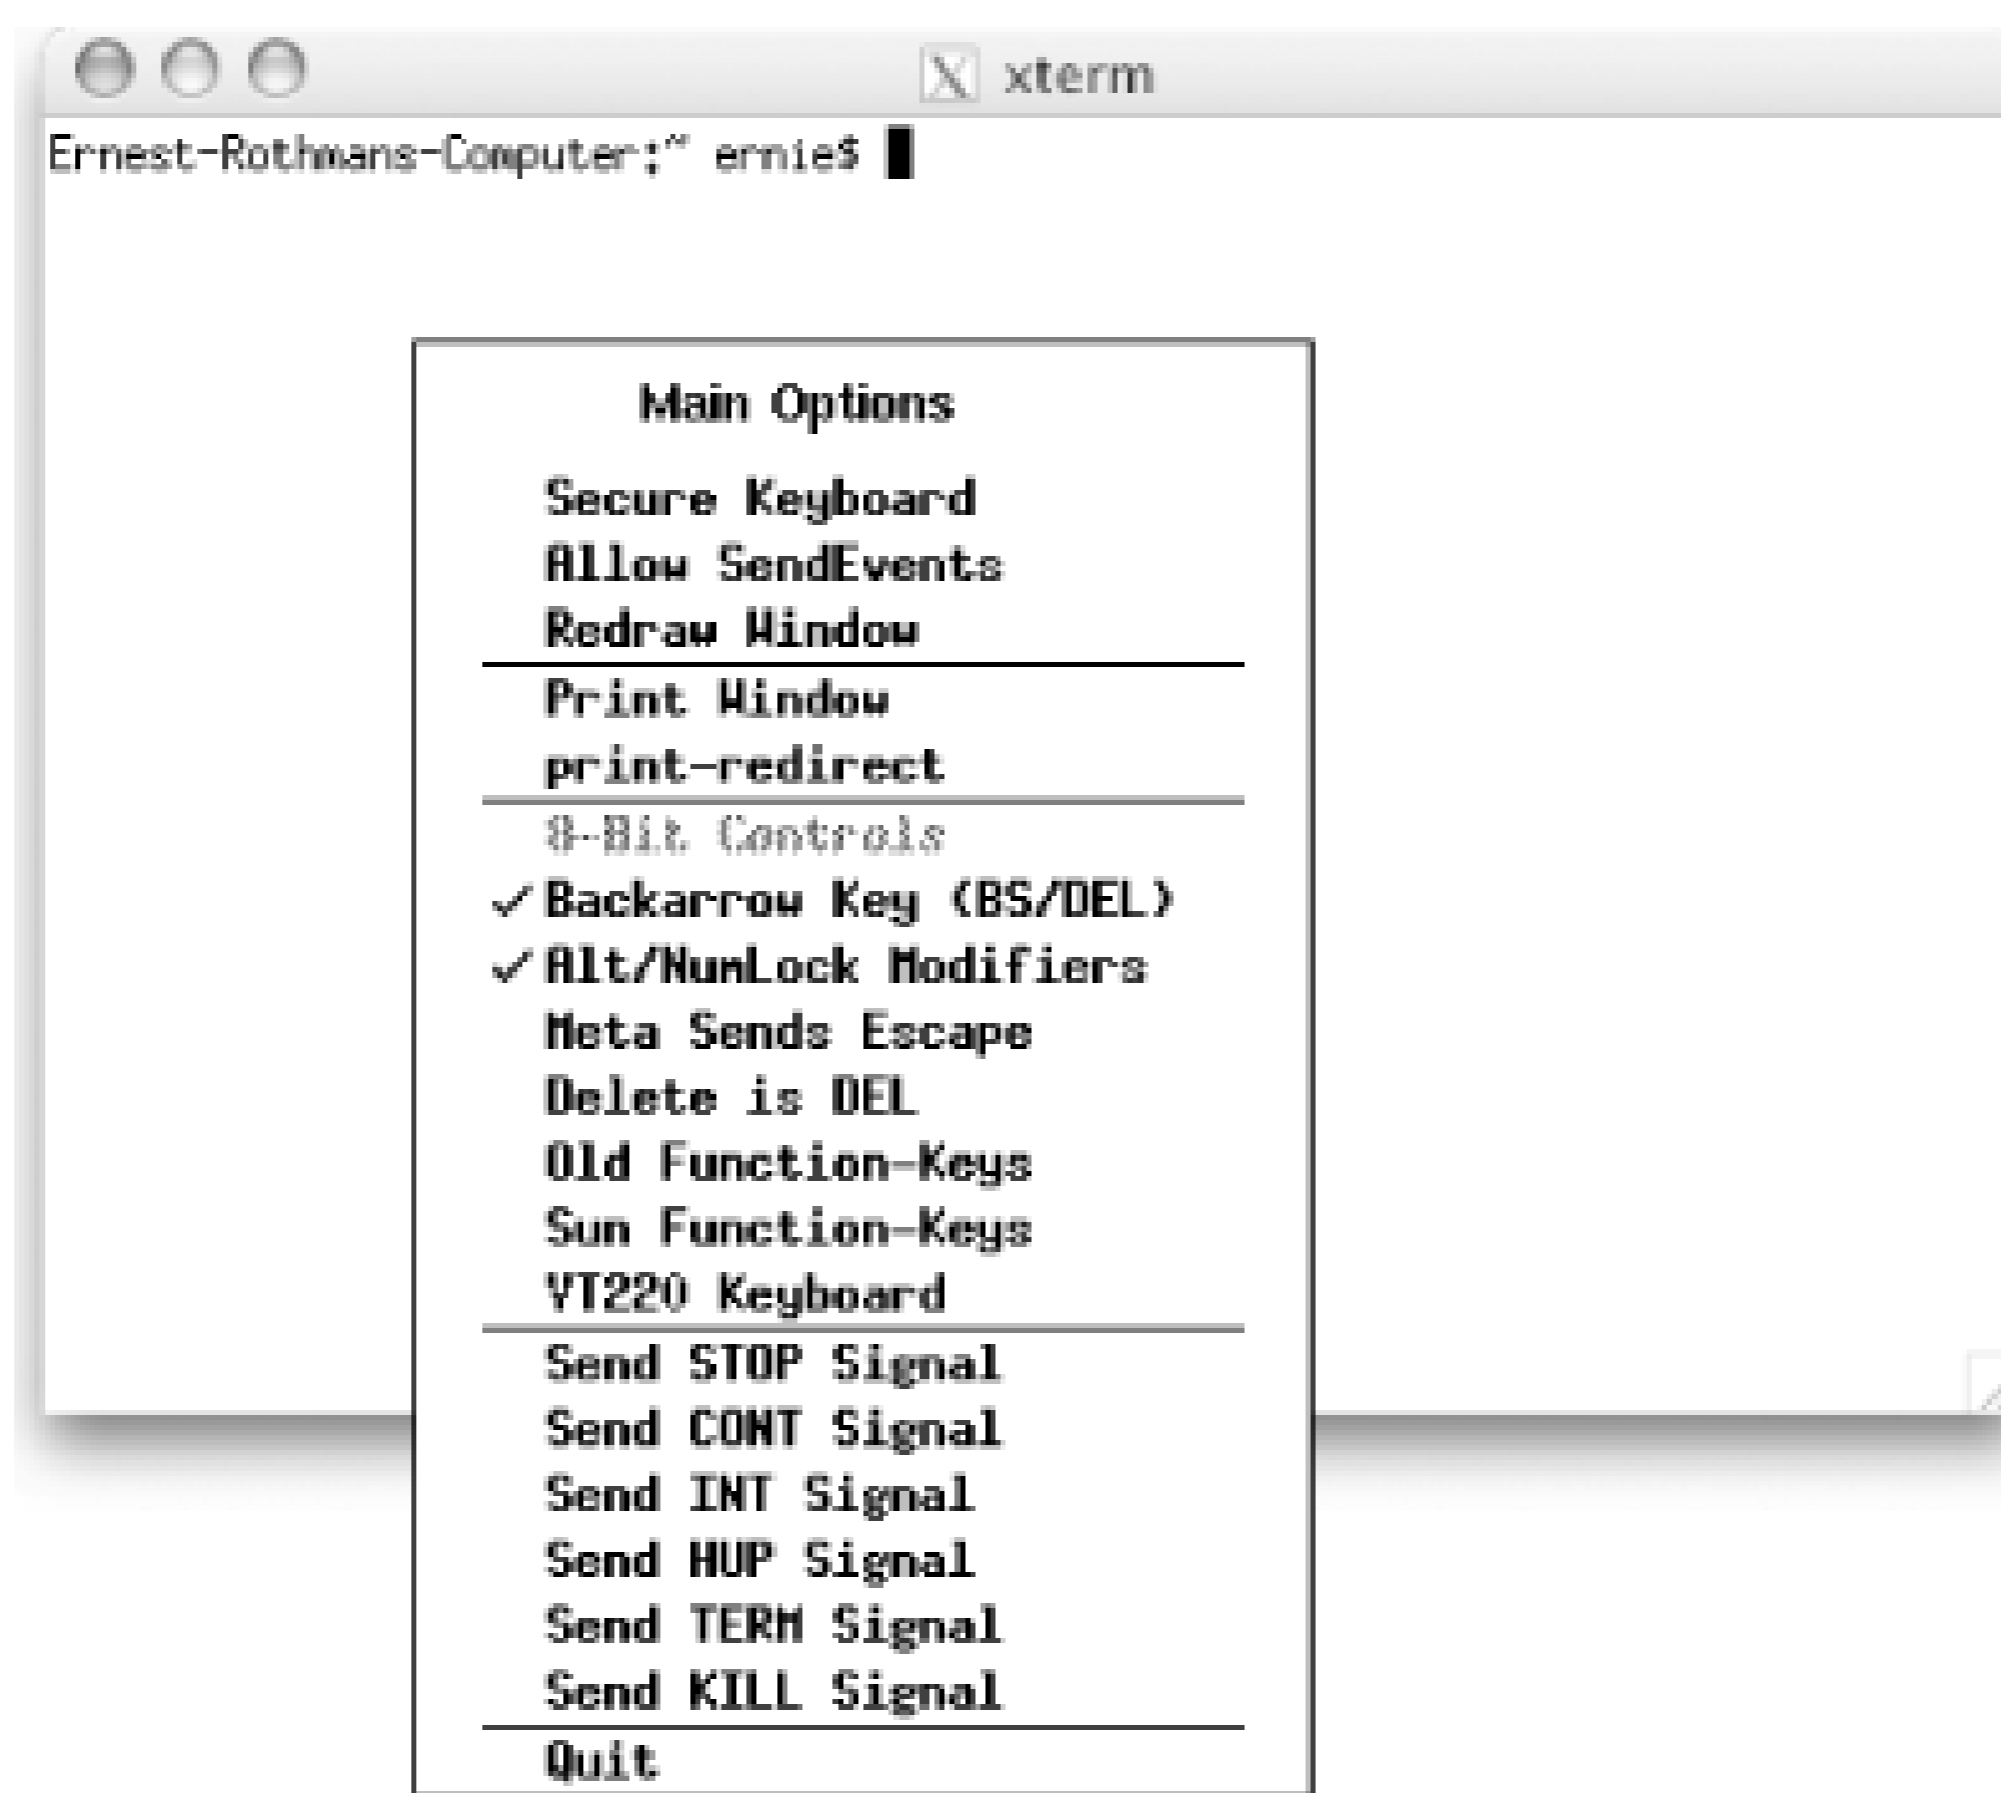 X xterm
Ernest-Rothmans-Computer:~ ernie$
Main Options
Secure Keyboard
Allow SendEvents
Redraw Window
Print Window
print-redirect
8-Bit Controls
✓Backarrow Key (BS/DEL)
✓Alt/NumLock Modifiers
Meta Sends Escape
Delete is DEL
Old Function-Keys
Sun Function-Keys
VT220 Keyboard
Send STOP Signal
Send CONT Signal
Send INT Signal
Send HUP Signal
Send TERM Signal
Send KILL Signal
Quit